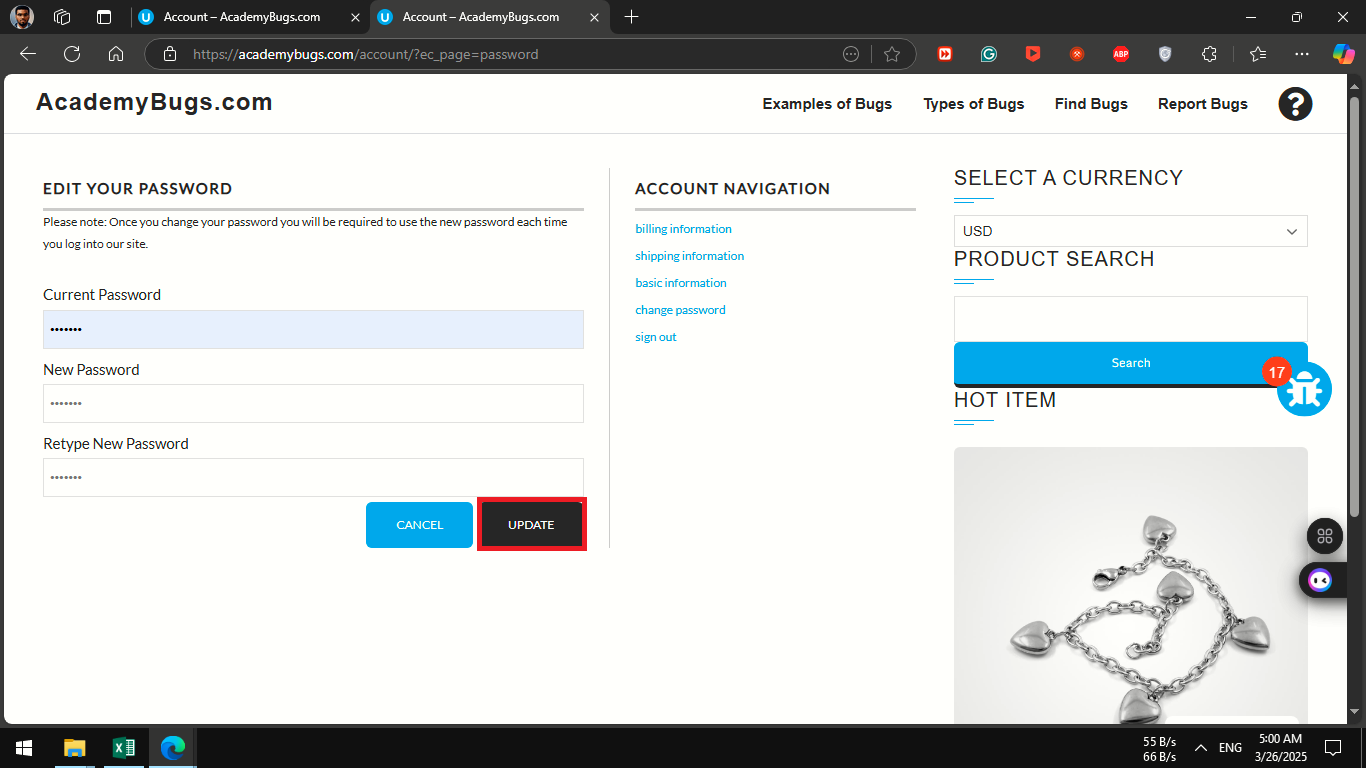 Account – AcademyBugs.com
Account – AcademyBugs.com
https://academybugs.com/account/?ec_page=password
ABP
AcademyBugs.com
Examples of Bugs
Types of Bugs
Find Bugs
Report Bugs
?
EDIT YOUR PASSWORD
Please note: Once you change your password you will be required to use the new password each time
you log into our site.
Current Password
•••••••
New Password
•••••••
Retype New Password
•••••••
CANCEL
UPDATE
ACCOUNT NAVIGATION
billing information
shipping information
basic information
change password
sign out
SELECT A CURRENCY
USD
PRODUCT SEARCH
Search
17
HOT ITEM
55 B/s
66 B/s
ENG
5:00 AM
3/26/2025